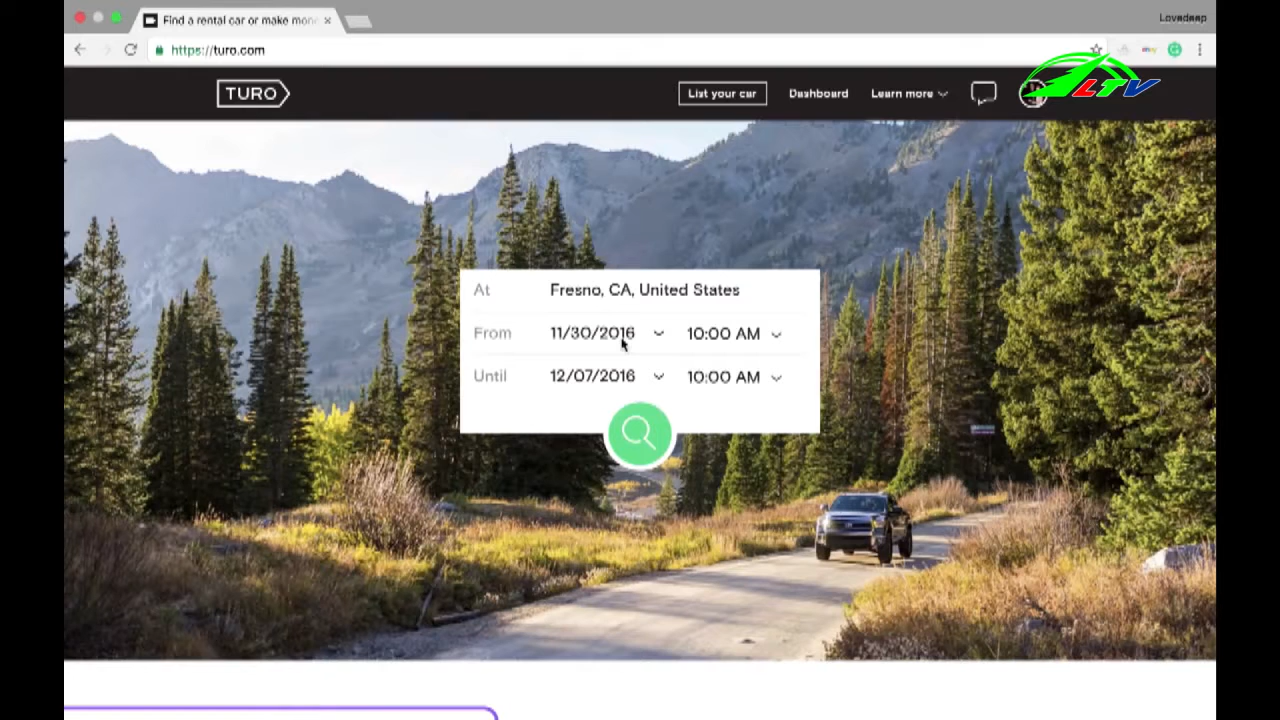 Find a rental car or make mon
Lovedeep
https://turo.com
TURO
List your car
Dashboard
Learn more
LTV
At
Fresno, CA, United States
From
11/30/2016
10:00 AM
Until
12/07/2016
10:00 AM